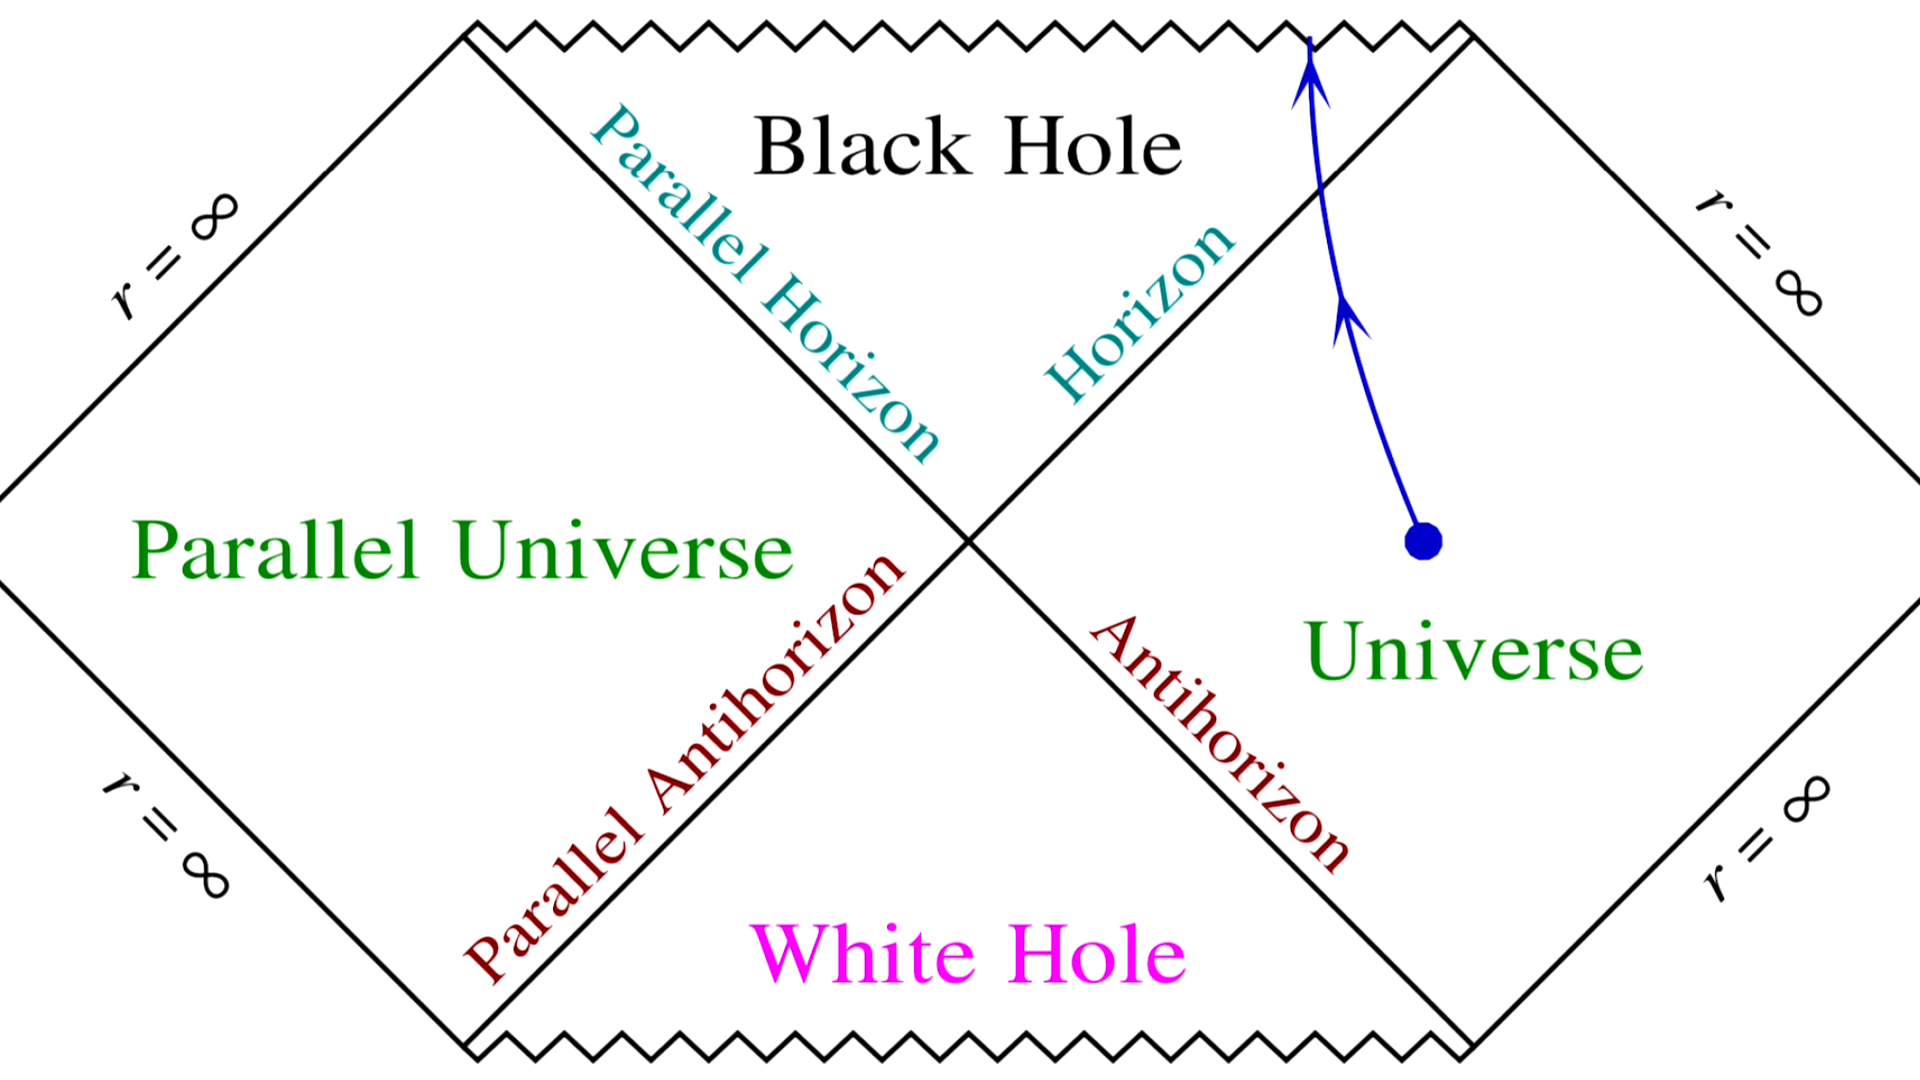 Black Hole
Parallel Horizon
Horizon
r = ∞
r = ∞
Parallel Universe
Universe
Parallel Antihorizon
Antihorizon
r = ∞
r = ∞
White Hole